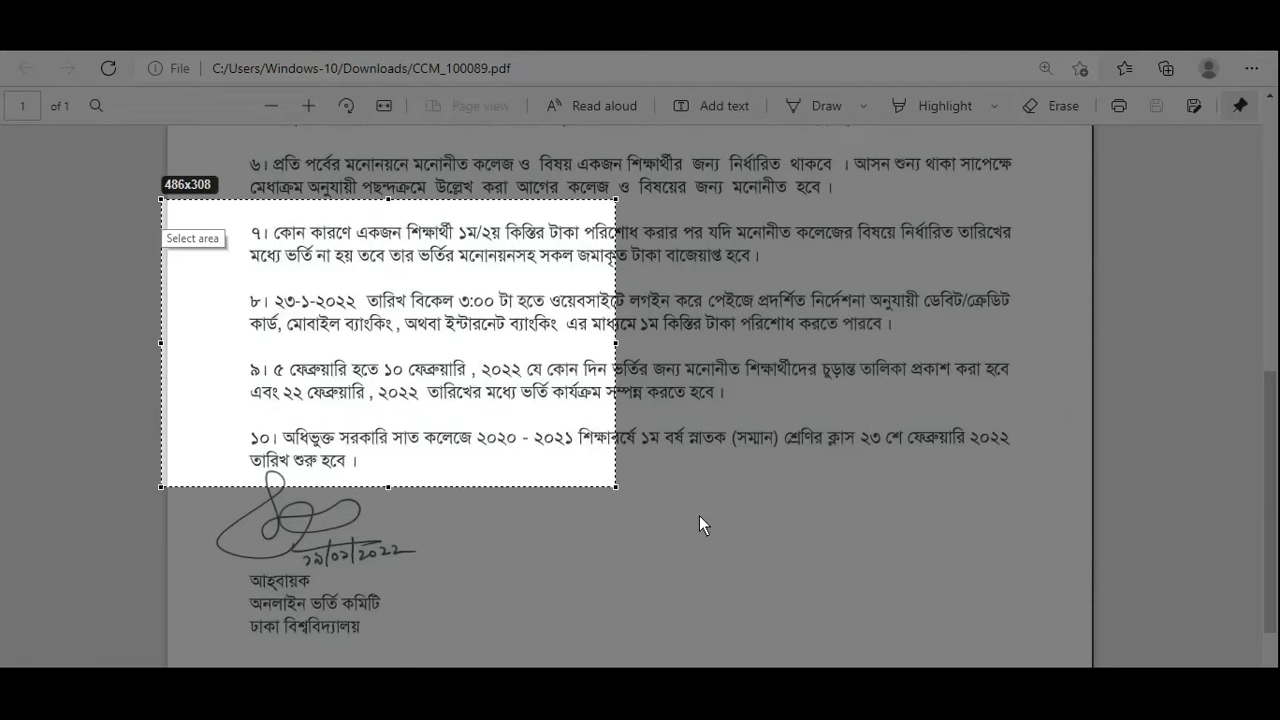 File C:/Users/Windows-10/Downloads/CCM_100089.pdf
1 of 1 Page view Read aloud Add text Draw Highlight Erase
৬। প্রতি পর্বের মনোনয়নে মনোনীত কলেজ ও বিষয় একজন শিক্ষার্থীর জন্য নির্ধারিত থাকবে । আসন শুন্য থাকা সাপেক্ষে
মেধাক্রম অনুযায়ী পছন্দক্রমে উল্লেখ করা আগের কলেজ ও বিষয়ের জন্য মনোনীত হবে ।
486x308
৭। কোন কারণে একজন শিক্ষার্থী ১ম/২য় কিস্তির টাকা পরিশোধ করার পর যদি মনোনীত কলেজের বিষয়ে নির্ধারিত তারিখের
Select area
মধ্যে ভর্তি না হয় তবে তার ভর্তির মনোনয়নসহ সকল জমাকৃত টাকা বাজেয়াপ্ত হবে ।
৮। ২৩-১-২০২২ তারিখ বিকেল ৩:০০ টা হতে ওয়েবসাইটে লগইন করে পেইজে প্রদর্শিত নির্দেশনা অনুযায়ী ডেবিট/ক্রেডিট
কার্ড, মোবাইল ব্যাংকিং , অথবা ইন্টারনেট ব্যাংকিং এর মাধ্যমে ১ম কিস্তির টাকা পরিশোধ করতে পারবে ।
৯। ৫ ফেব্রুয়ারি হতে ১০ ফেব্রুয়ারি , ২০২২ যে কোন দিন ভর্তির জন্য মনোনীত শিক্ষার্থীদের চুড়ান্ত তালিকা প্রকাশ করা হবে
এবং ২২ ফেব্রুয়ারি , ২০২২ তারিখের মধ্যে ভর্তি কার্যক্রম সম্পন্ন করতে হবে ।
১০। অধিভুক্ত সরকারি সাত কলেজে ২০২০ - ২০২১ শিক্ষাবর্ষে ১ম বর্ষ স্নাতক (সম্মান) শ্রেণির ক্লাস ২৩ শে ফেব্রুয়ারি ২০২২
তারিখ শুরু হবে ।
আহ্বায়ক
অনলাইন ভর্তি কমিটি
ঢাকা বিশ্ববিদ্যালয়